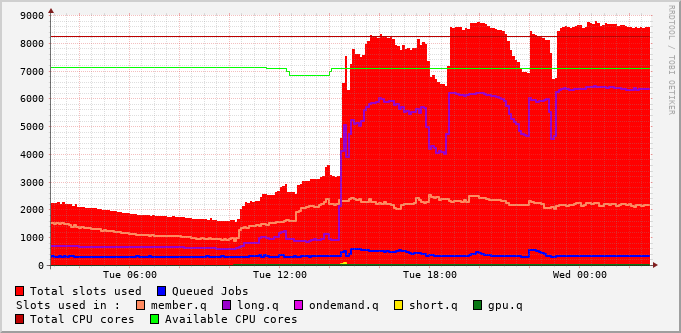 9000
8000
7000
6000
5000
4000
3000
2000
1000
0
Tue 06:00 Tue 12:00 Tue 18:00 Wed 00:00
RRDTOOL / TOBI OETIKER
Total slots used Queued Jobs
Slots used in : member.q long.q ondemand.q short.q gpu.q
Total CPU cores Available CPU cores